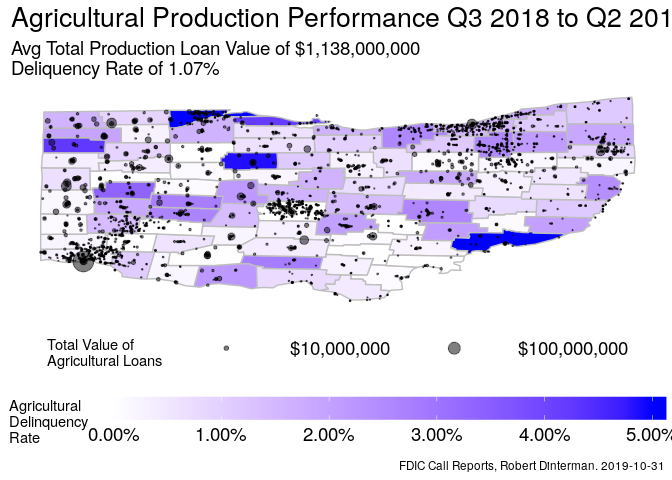 Agricultural Production Performance Q3 2018 to Q2 201
Avg Total Production Loan Value of $1,138,000,000
Deliquency Rate of 1.07%
Total Value of
Agricultural Loans
$10,000,000
$100,000,000
Agricultural
Delinquency
Rate
0.00%
1.00%
2.00%
3.00%
4.00%
5.00%
FDIC Call Reports, Robert Dinterman. 2019-10-31